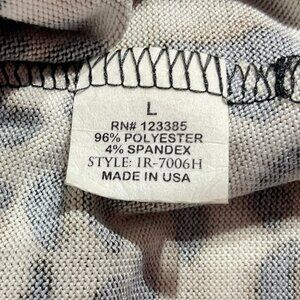 L
RN# 123385
96% POLYESTER
4% SPANDEX
STYLE: IR-7006H
MADE IN USA